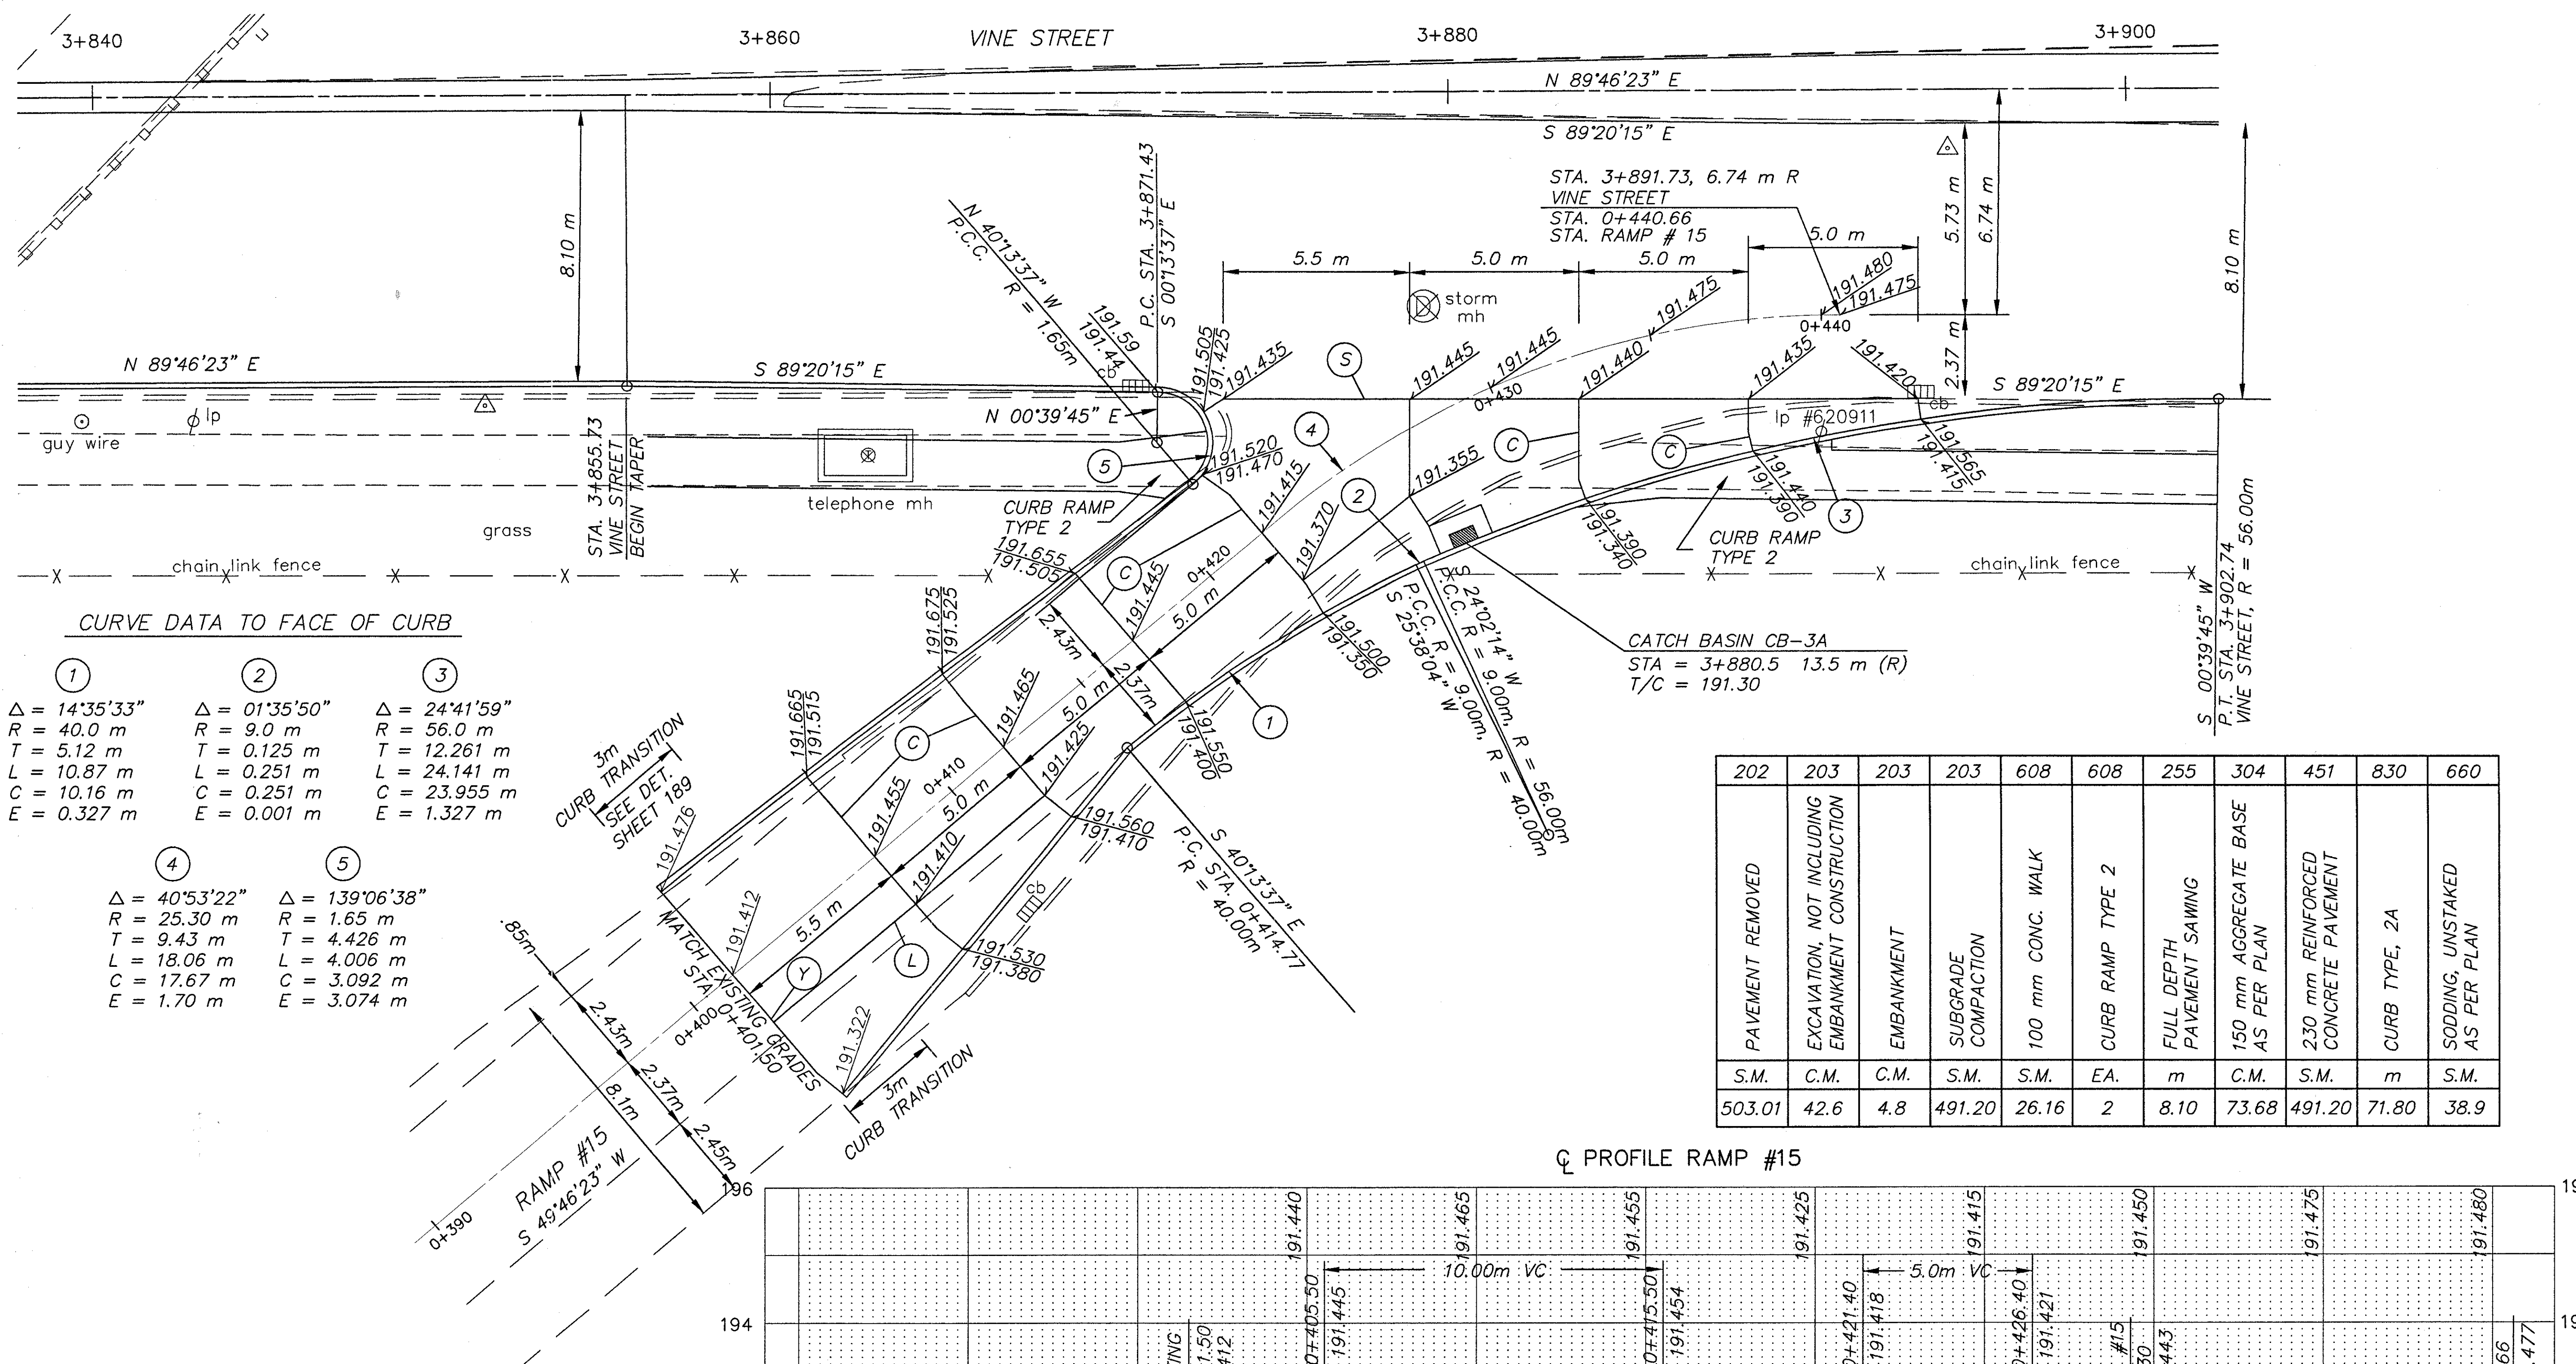 3+840
3+860
VINE STREET
3+880
3+900
N 89°46'23" E
S 89°20'15" E
8.10 m
STA. 3+855.73
VINE STREET
BEGIN TAPER
N 40°13'37" W
P.C.C.
R = 1.65m
P.C. STA. 3+871.43
S 00°13'37" E
STA. 3+891.73, 6.74 m R
VINE STREET
STA. 0+440.66
STA. RAMP # 15
5.73 m
6.74 m
8.10 m
2.37 m
5.5 m
5.0 m
5.0 m
5.0 m
storm
mh
191.59
191.44
cb
191.505
191.425
191.435
S
191.445
191.445
0+430
191.440
191.475
191.435
191.480
191.475
0+440
191.420
cb
S 89°20'15" E
N 89°46'23" E
S 89°20'15" E
N 00°39'45" E
guy wire
lp
telephone mh
grass
chain link fence
CURB RAMP
TYPE 2
5
191.520
191.470
191.415
4
2
191.370
191.355
C
C
lp #620911
191.565
191.415
191.440
191.390
3
191.390
191.340
CURB RAMP
TYPE 2
chain link fence
S 00°39'45" W
P.T. STA. 3+902.74
VINE STREET, R = 56.00m
191.655
191.505
C
191.445
0+420
5.0 m
191.500
191.350
S 24°02'14" W
P.C.C. R = 9.00m, R = 56.00m
P.C.C. R = 9.00m, R = 40.00m
S 25°38'04" W
CATCH BASIN CB-3A
STA = 3+880.5 13.5 m (R)
T/C = 191.30
CURVE DATA TO FACE OF CURB
1
Δ = 14°35'33"
R = 40.0 m
T = 5.12 m
L = 10.87 m
C = 10.16 m
E = 0.327 m
2
Δ = 01°35'50"
R = 9.0 m
T = 0.125 m
L = 0.251 m
C = 0.251 m
E = 0.001 m
3
Δ = 24°41'59"
R = 56.0 m
T = 12.261 m
L = 24.141 m
C = 23.955 m
E = 1.327 m
4
Δ = 40°53'22"
R = 25.30 m
T = 9.43 m
L = 18.06 m
C = 17.67 m
E = 1.70 m
5
Δ = 139°06'38"
R = 1.65 m
T = 4.426 m
L = 4.006 m
C = 3.092 m
E = 3.074 m
191.675
191.525
2.43m
2.37m
191.465
5.0 m
191.550
191.400
1
191.665
191.515
C
191.425
0+410
191.455
5.0 m
191.560
191.410
S 40°13'37" E
P.C. STA. 0+414.77
R = 40.00m
3m
CURB TRANSITION
SEE DET.
SHEET 189
191.476
191.410
191.412
5.5 m
cb
L
191.530
191.380
Y
MATCH EXISTING GRADES
STA. 0+401.50
191.322
3m
CURB TRANSITION
.85m
2.43m
0+400
2.37m
8.1m
2.45m
RAMP #15
S 49°46'23" W
0+390
202 203 203 203 608 608 255 304 451 830 660
PAVEMENT REMOVED
EXCAVATION, NOT INCLUDING
EMBANKMENT CONSTRUCTION
EMBANKMENT
SUBGRADE
COMPACTION
100 mm CONC. WALK
CURB RAMP TYPE 2
FULL DEPTH
PAVEMENT SAWING
150 mm AGGREGATE BASE
AS PER PLAN
230 mm REINFORCED
CONCRETE PAVEMENT
CURB TYPE, 2A
SODDING, UNSTAKED
AS PER PLAN
S.M. C.M. C.M. S.M. S.M. EA. m C.M. S.M. m S.M.
503.01 42.6 4.8 491.20 26.16 2 8.10 73.68 491.20 71.80 38.9
℄ PROFILE RAMP #15
196
191.440
191.465
191.455
191.425
191.415
191.450
191.475
191.480
10.00m VC
5.0m VC
0+405.50
191.445
0+415.50
191.454
0+421.40
191.418
0+426.40
191.421
#15
194